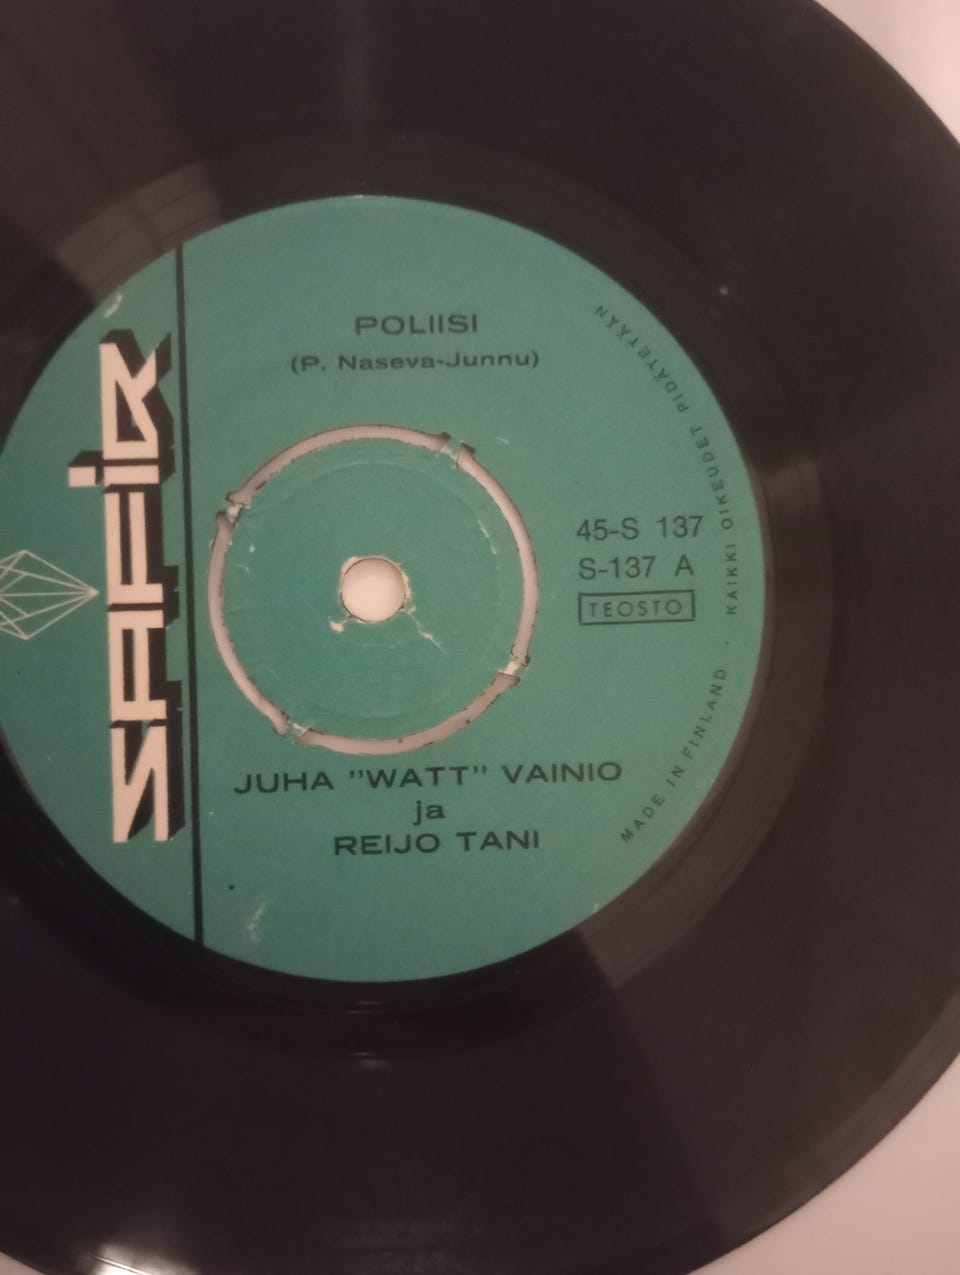 SAFIR
POLIISI
(P. Naseva-Junnu)
45-S 137
S-137 A
TEOSTO
JUHA "WATT" VAINIO
ja
REIJO TANI
MADE IN FINLAND · KAIKKI OIKEUDET PIDÄTETÄÄN